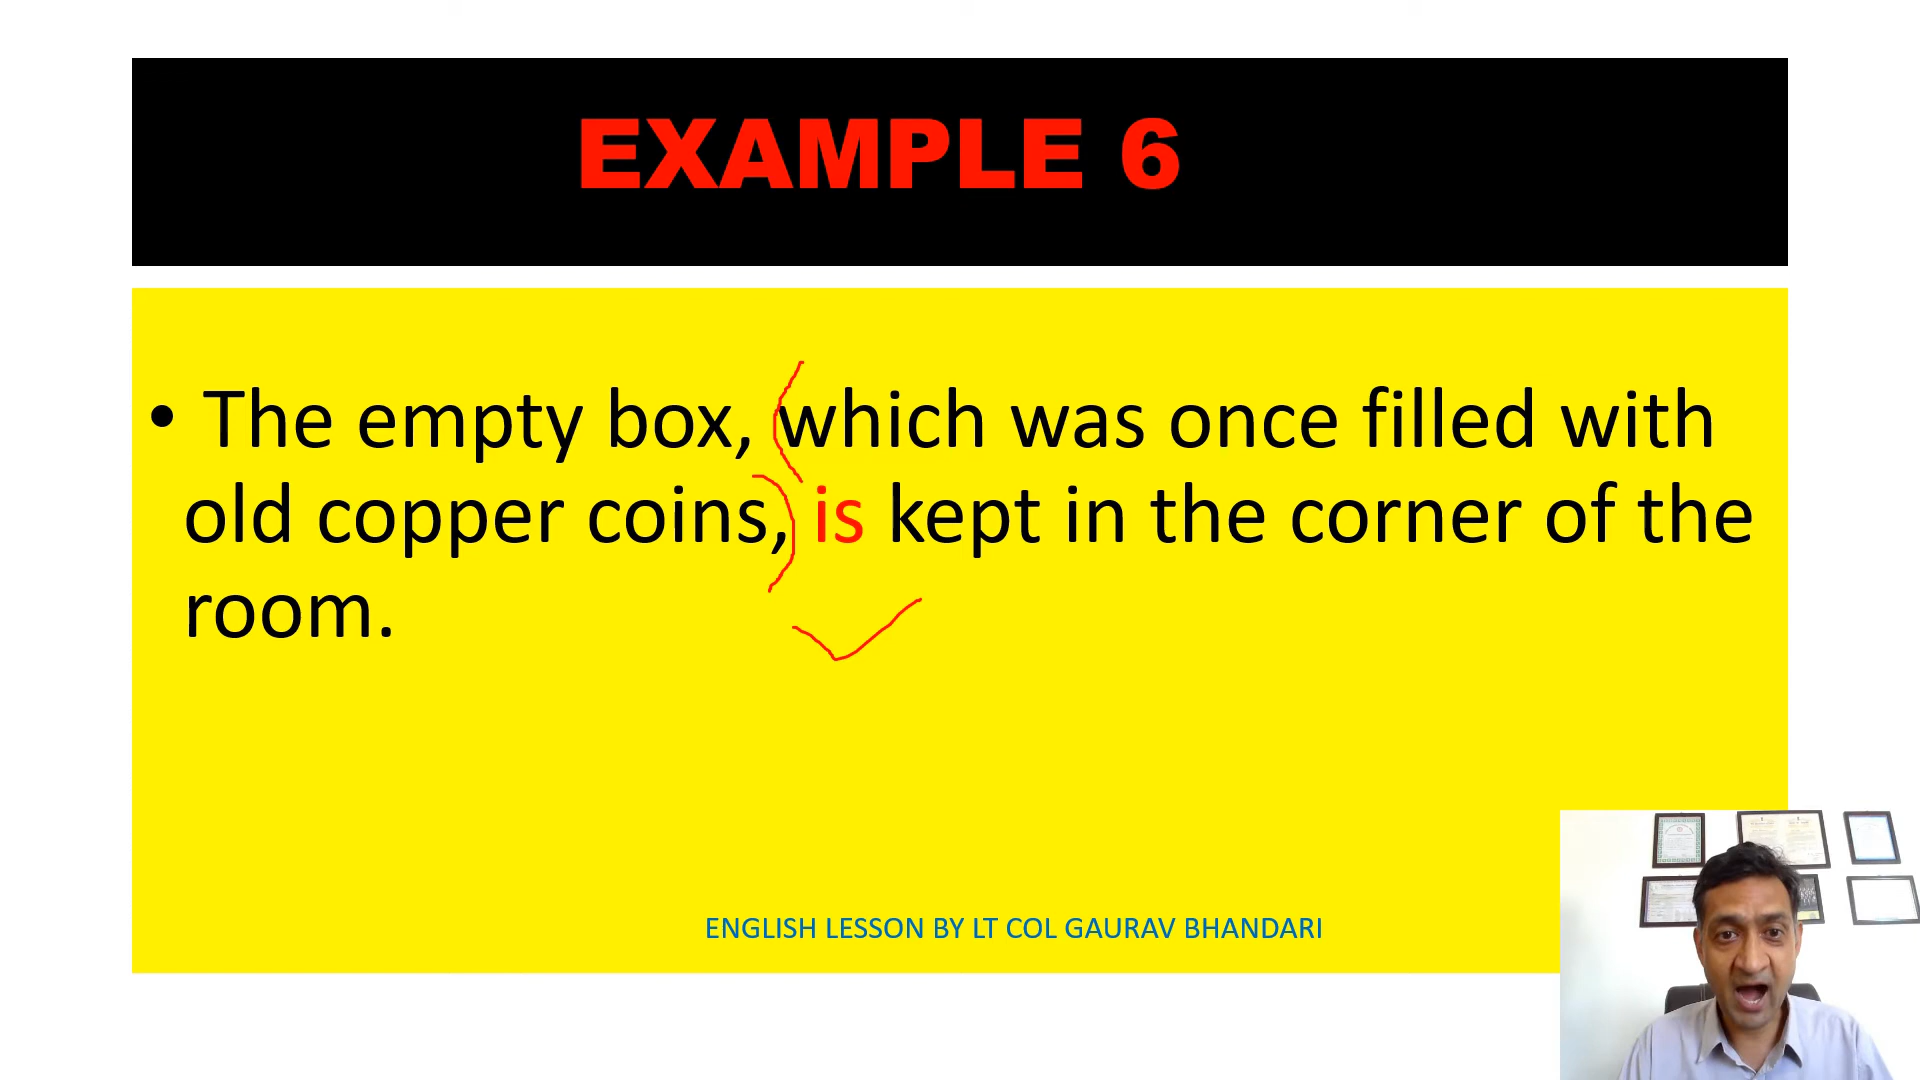 EXAMPLE 6
• The empty box, which was once filled with
old copper coins, is kept in the corner of the
room.
ENGLISH LESSON BY LT COL GAURAV BHANDARI